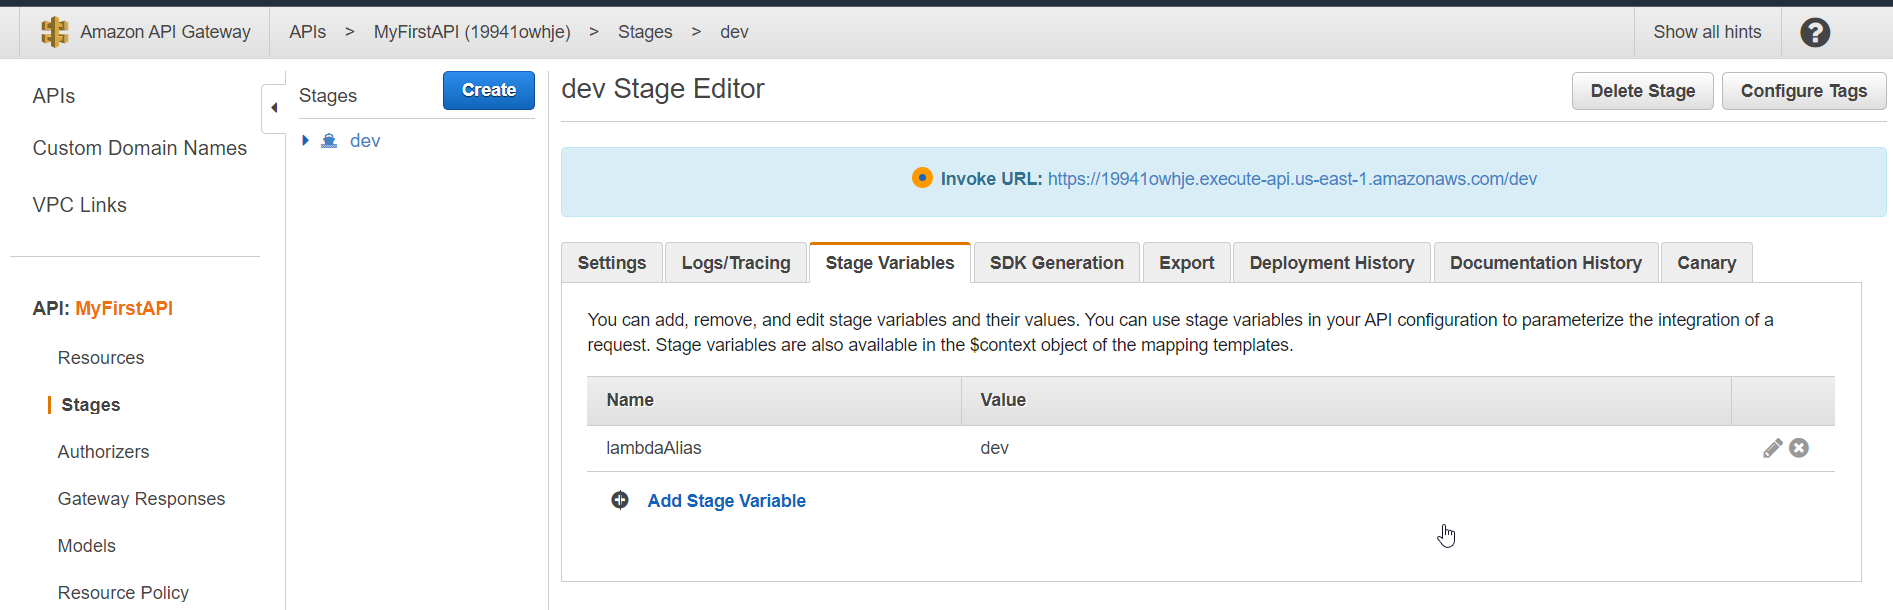 Amazon API Gateway
APIs > MyFirstAPI (19941owhje) > Stages > dev
Show all hints
?
APIs
Custom Domain Names
VPC Links
API: MyFirstAPI
Resources
Stages
Authorizers
Gateway Responses
Models
Resource Policy
Stages
Create
dev
dev Stage Editor
Delete Stage
Configure Tags
Invoke URL: https://19941owhje.execute-api.us-east-1.amazonaws.com/dev
Settings
Logs/Tracing
Stage Variables
SDK Generation
Export
Deployment History
Documentation History
Canary
You can add, remove, and edit stage variables and their values. You can use stage variables in your API configuration to parameterize the integration of a
request. Stage variables are also available in the $context object of the mapping templates.
Name Value
lambdaAlias dev
Add Stage Variable